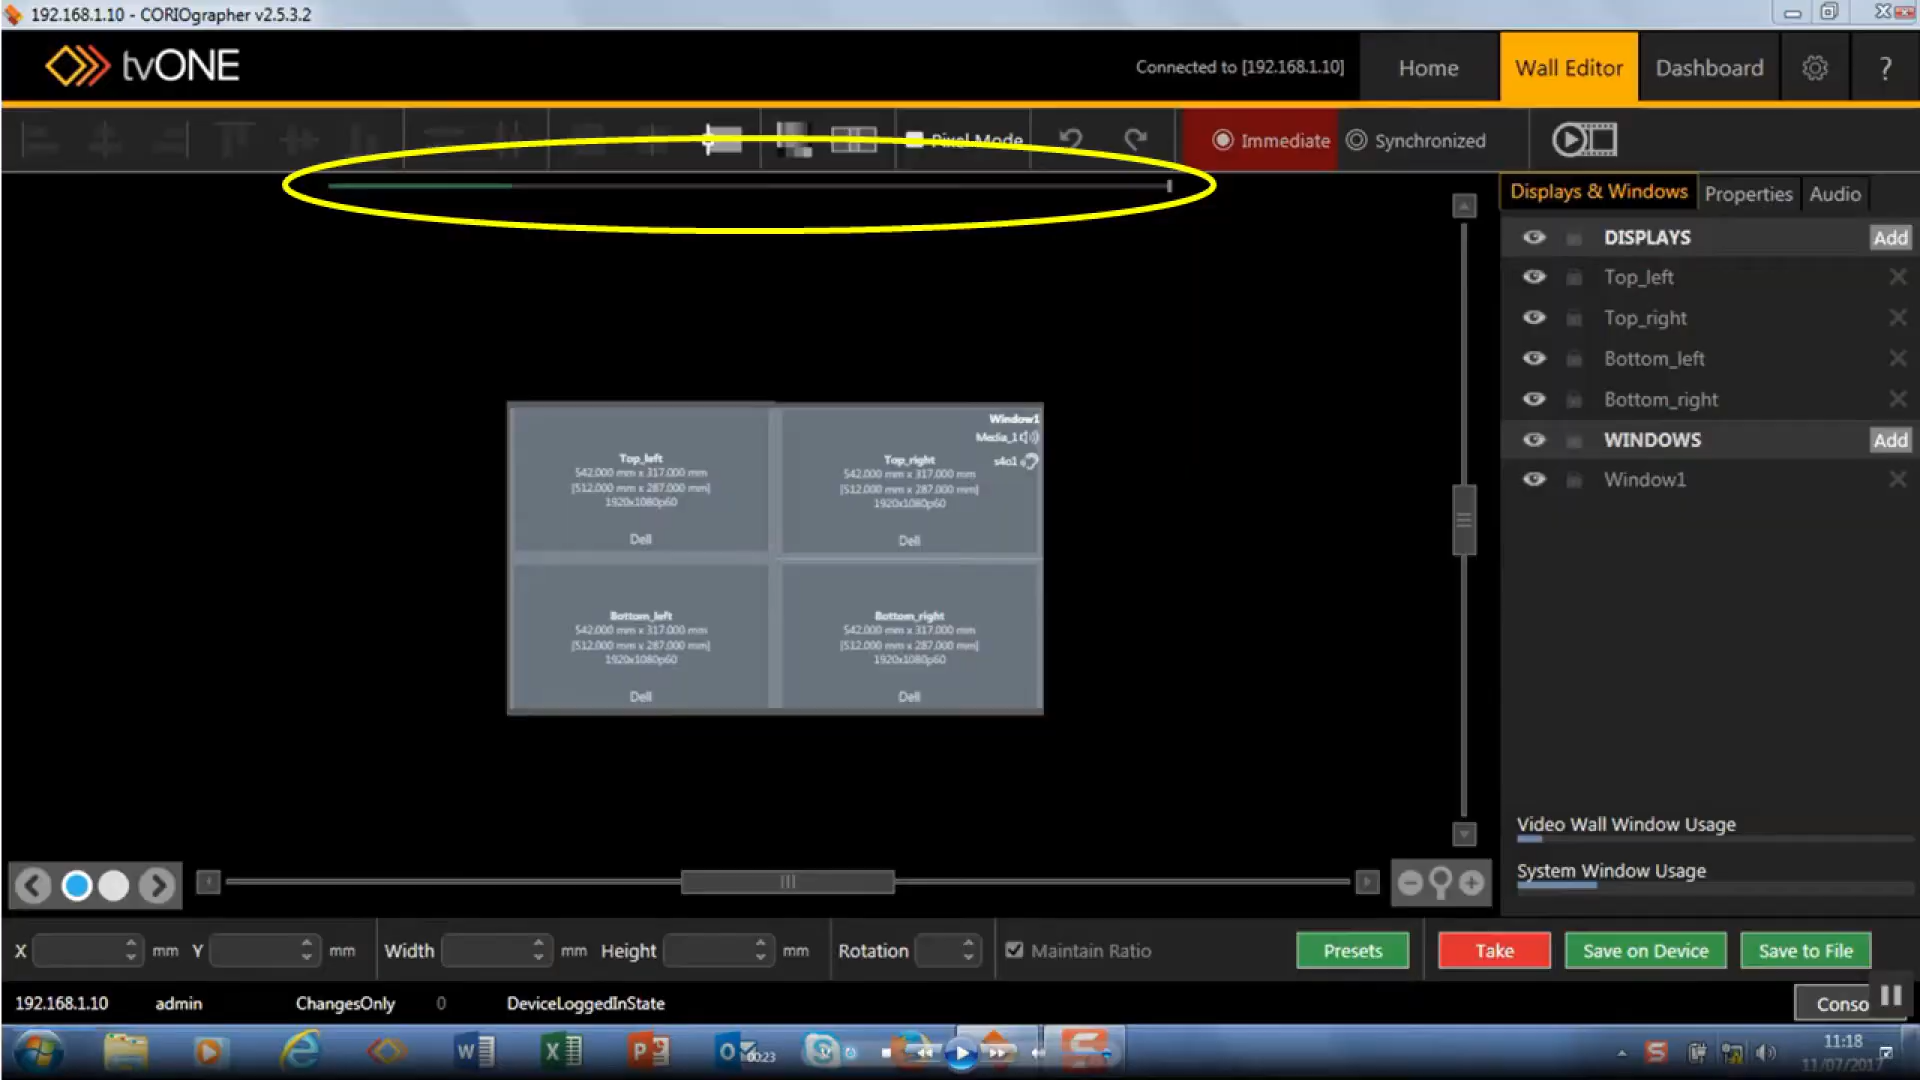 192.168.1.10 - CORIOgrapher v2.5.3.2
tvONE
Connected to [192.168.1.10]
Home
Wall Editor
Dashboard
?
Pixel Mode
Immediate
Synchronized
Displays & Windows
Properties
Audio
DISPLAYS
Add
Top_left
Top_right
Bottom_left
Bottom_right
WINDOWS
Add
Window1
Window1
Media_1
s4a1
Top_left
542.000 mm x 317.000 mm
[512.000 mm x 287.000 mm]
1920x1080p60
Dell
Top_right
542.000 mm x 317.000 mm
[512.000 mm x 287.000 mm]
1920x1080p60
Dell
Bottom_left
542.000 mm x 317.000 mm
[512.000 mm x 287.000 mm]
1920x1080p60
Dell
Bottom_right
542.000 mm x 317.000 mm
[512.000 mm x 287.000 mm]
1920x1080p60
Dell
Video Wall Window Usage
System Window Usage
X
mm
Y
mm
Width
mm
Height
mm
Rotation
Maintain Ratio
Presets
Take
Save on Device
Save to File
192.168.1.10
admin
ChangesOnly
0
DeviceLoggedInState
Conso
00:23
11:18
11/07/2017